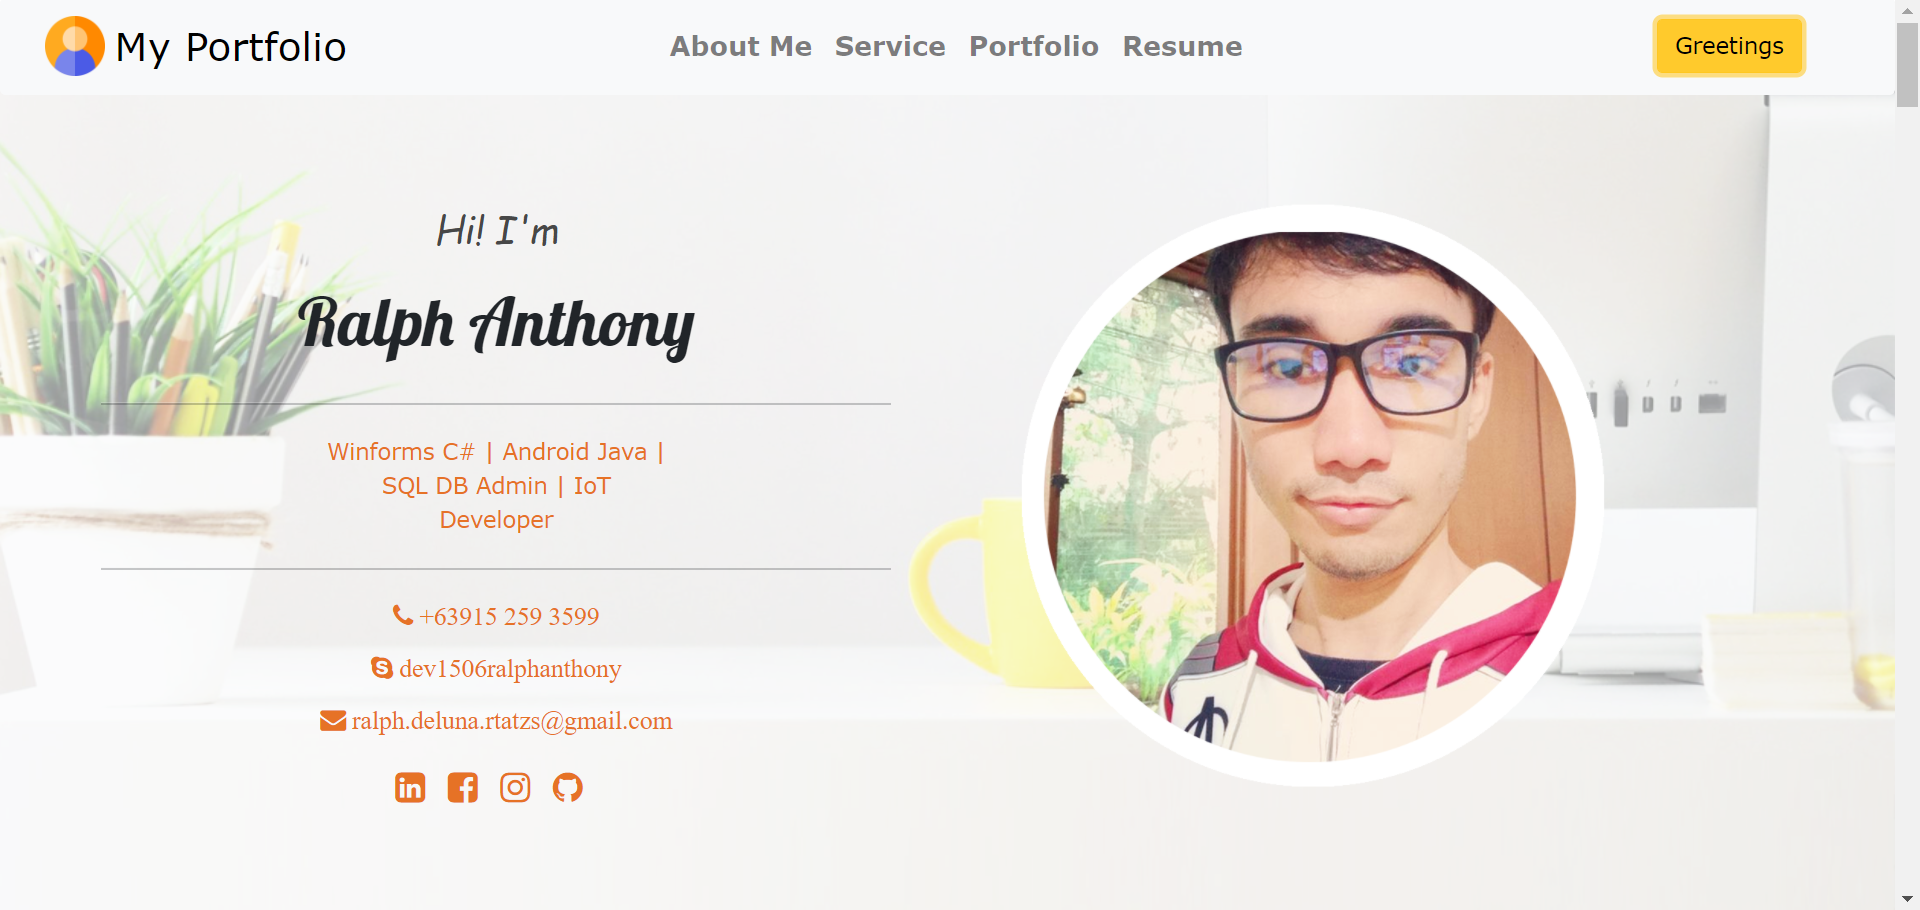 My Portfolio
About Me Service Portfolio Resume
Greetings
Hi! I'm
Ralph Anthony
Winforms C# | Android Java |
SQL DB Admin | IoT
Developer
+63915 259 3599
dev1506ralphanthony
ralph.deluna.rtatzs@gmail.com